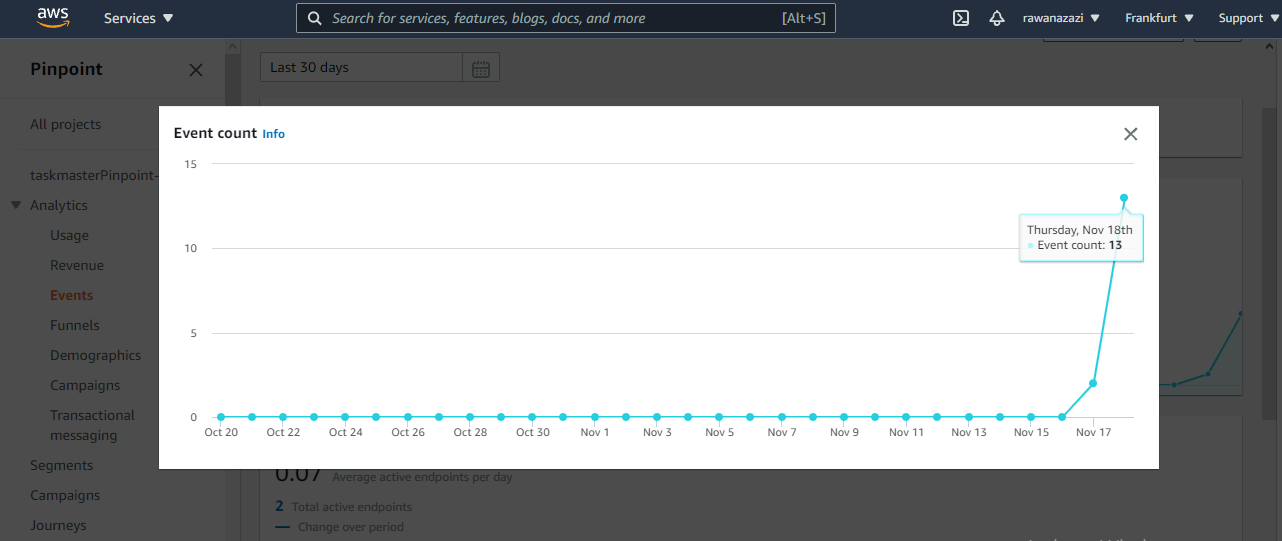 aws
Services
Search for services, features, blogs, docs, and more
[Alt+S]
rawanazazi
Frankfurt
Support
Pinpoint
Last 30 days
All projects
taskmasterPinpoint-
Analytics
Usage
Revenue
Events
Funnels
Demographics
Campaigns
Transactional
messaging
Segments
Campaigns
Journeys
Event count Info
15
10
5
0
Thursday, Nov 18th
Event count: 13
Oct 20 Oct 22 Oct 24 Oct 26 Oct 28 Oct 30 Nov 1 Nov 3 Nov 5 Nov 7 Nov 9 Nov 11 Nov 13 Nov 15 Nov 17
0.07 Average active endpoints per day
2 Total active endpoints
Change over period